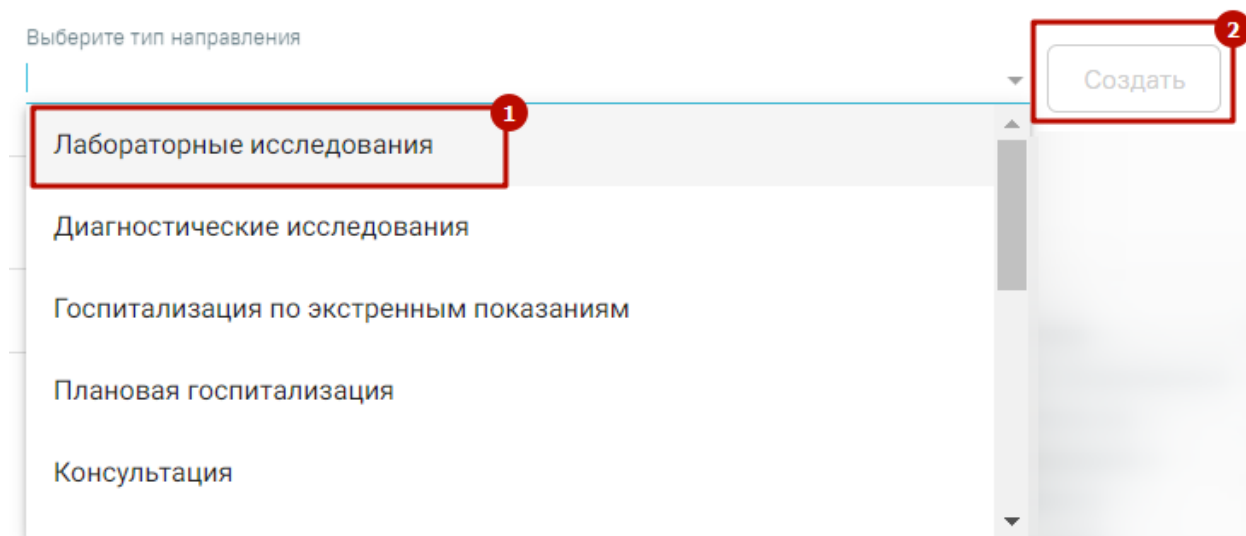 Выберите тип направления
2
Создать
1
Лабораторные исследования
Диагностические исследования
Госпитализация по экстренным показаниям
Плановая госпитализация
Консультация